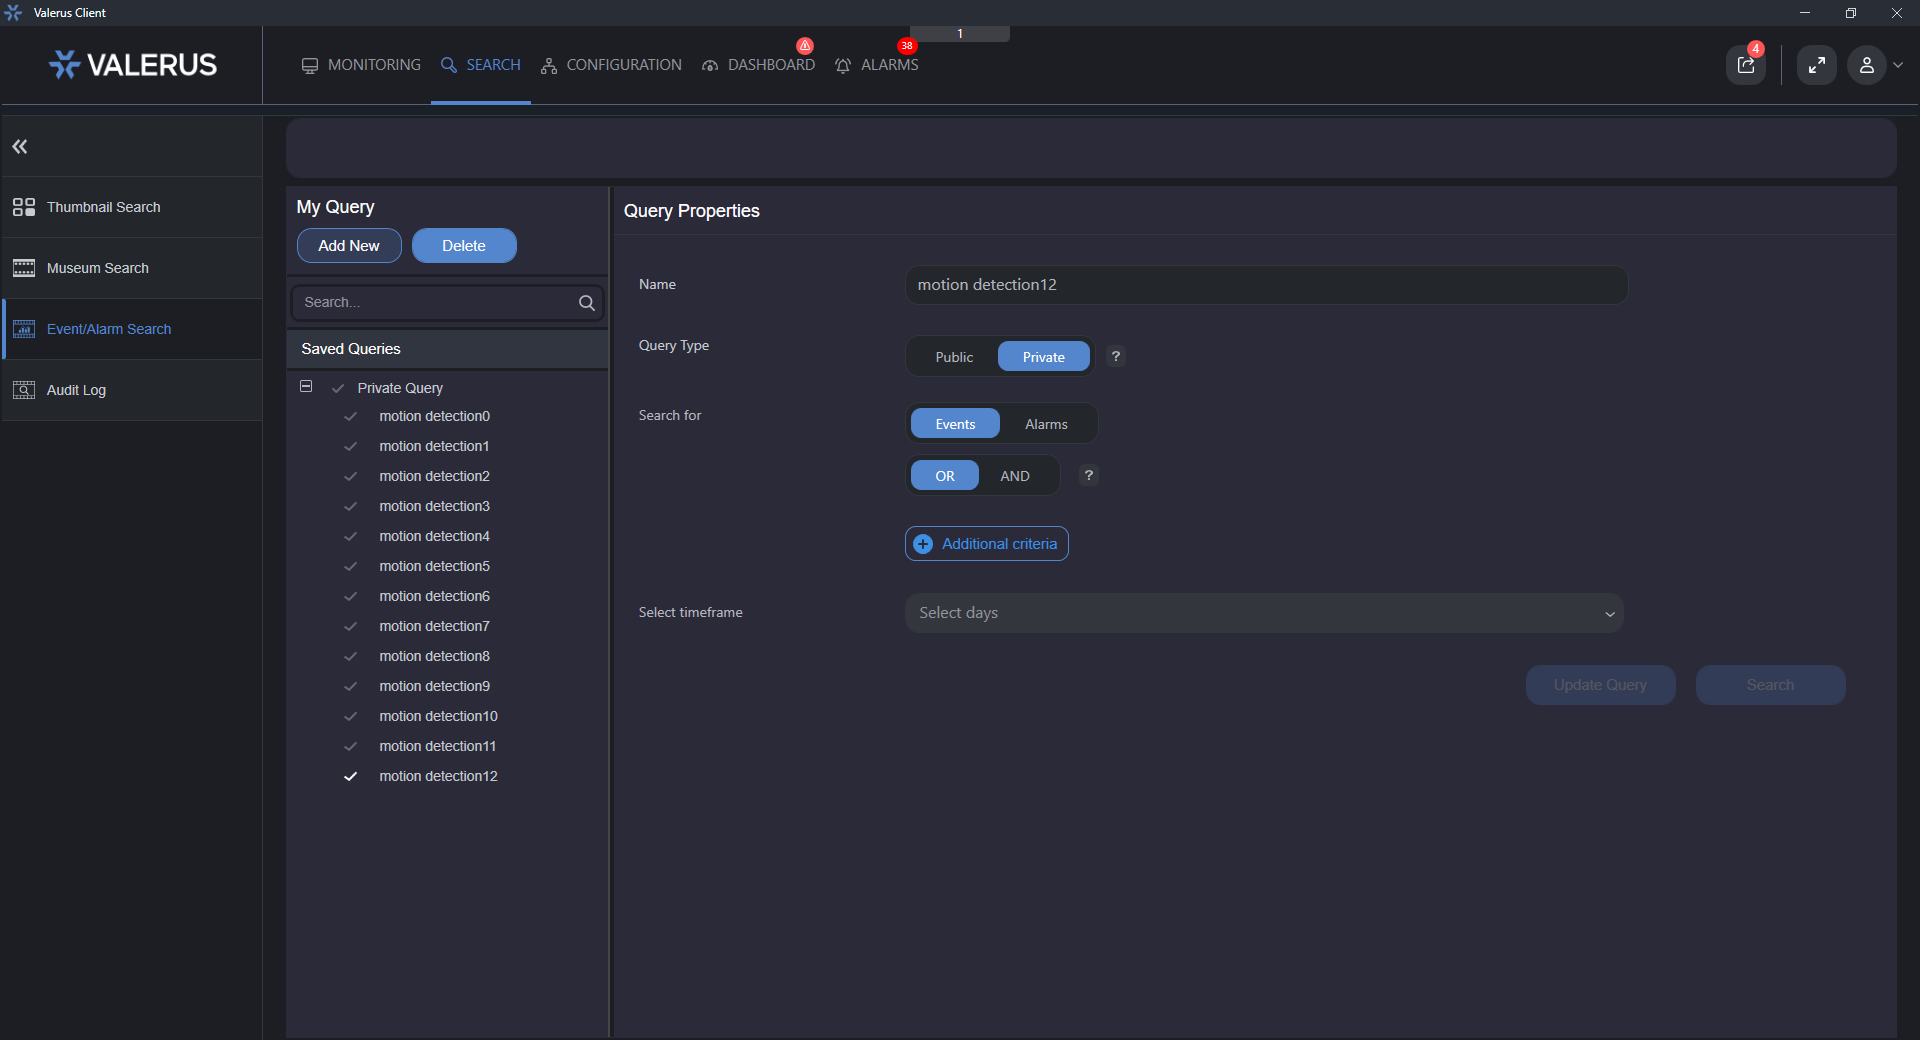 Valerus Client
1
VALERUS
MONITORING
SEARCH
CONFIGURATION
DASHBOARD
38
ALARMS
4
Thumbnail Search
Museum Search
Event/Alarm Search
Audit Log
My Query
Add New
Delete
Search...
Saved Queries
Private Query
motion detection0
motion detection1
motion detection2
motion detection3
motion detection4
motion detection5
motion detection6
motion detection7
motion detection8
motion detection9
motion detection10
motion detection11
motion detection12
Query Properties
Name
motion detection12
Query Type
Public
Private
?
Search for
Events
Alarms
OR
AND
?
Additional criteria
Select timeframe
Select days
Update Query
Search